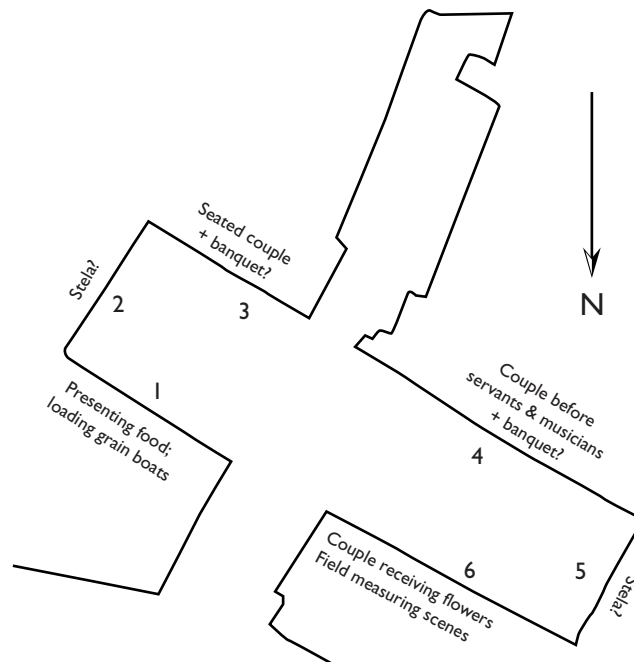 Seated couple
+ banquet?
Stela?
2
3
N
1
Presenting food;
loading grain boats
Couple before
servants & musicians
+ banquet?
4
Couple receiving flowers
Field measuring scenes
6
5
Stela?